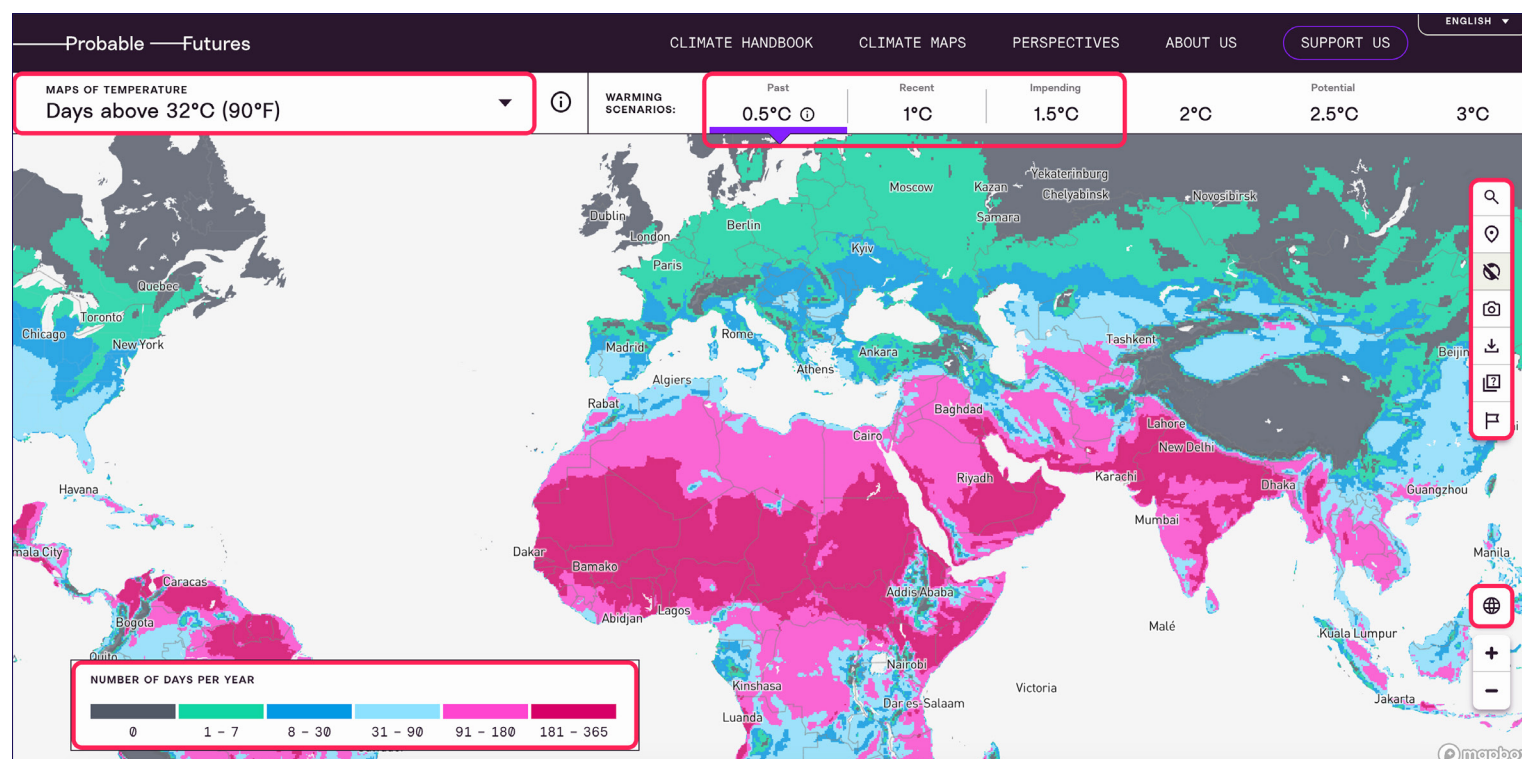 ENGLISH ▼
Probable Futures
CLIMATE HANDBOOK CLIMATE MAPS PERSPECTIVES ABOUT US SUPPORT US
MAPS OF TEMPERATURE
Days above 32°C (90°F)
WARMING
SCENARIOS:
Past Recent Impending Potential
0.5°C 1°C 1.5°C 2°C 2.5°C 3°C
Yekaterinburg
Moscow
Kazan
Chelyabinsk
Novosibirsk
Dublin
Samara
Berlin
London
Kyiv
Paris
Quebec
Toronto
Chicago
New York
Rome
Madrid
Ankara
Tashkent
Beijin
Athens
Algiers
Rabat
Baghdad
Cairo
Lahore
New Delhi
Riyadh
Karachi
Dhaka
Guangzhou
Havana
Mumbai
mala City
Dakar
Manila
Bamako
Caracas
Addis Ababa
Lagos
Abidjan
Bogota
Malé
Kuala Lumpur
Quito
Nairobi
Kinshasa
Victoria
Dar es Salaam
Jakarta
Luanda
NUMBER OF DAYS PER YEAR
0 1 – 7 8 – 30 31 – 90 91 – 180 181 – 365
mapbox